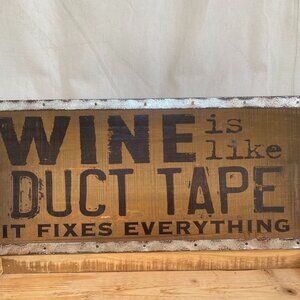 WINE is
like
DUCT TAPE
IT FIXES EVERYTHING